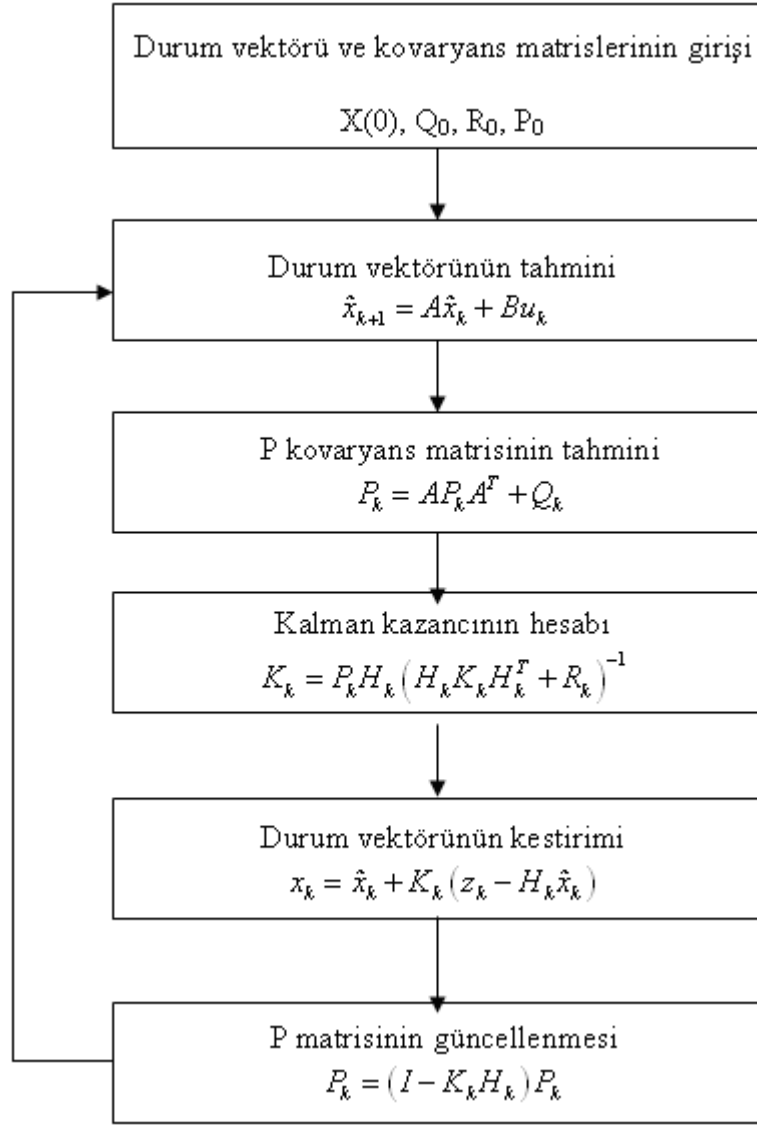 Durum vektörü ve kovaryans matrislerinin girişi
X(0), Q₀, R₀, P₀
Durum vektörünün tahmini
x̂ₖ₊₁ = Ax̂ₖ + Buₖ
P kovaryans matrisinin tahmini
Pₖ = APₖAᵀ + Qₖ
Kalman kazancının hesabı
Kₖ = PₖHₖ(HₖKₖHₖᵀ + Rₖ)⁻¹
Durum vektörünün kestirimi
xₖ = x̂ₖ + Kₖ(zₖ − Hₖx̂ₖ)
P matrisinin güncellenmesi
Pₖ = (I − KₖHₖ)Pₖ